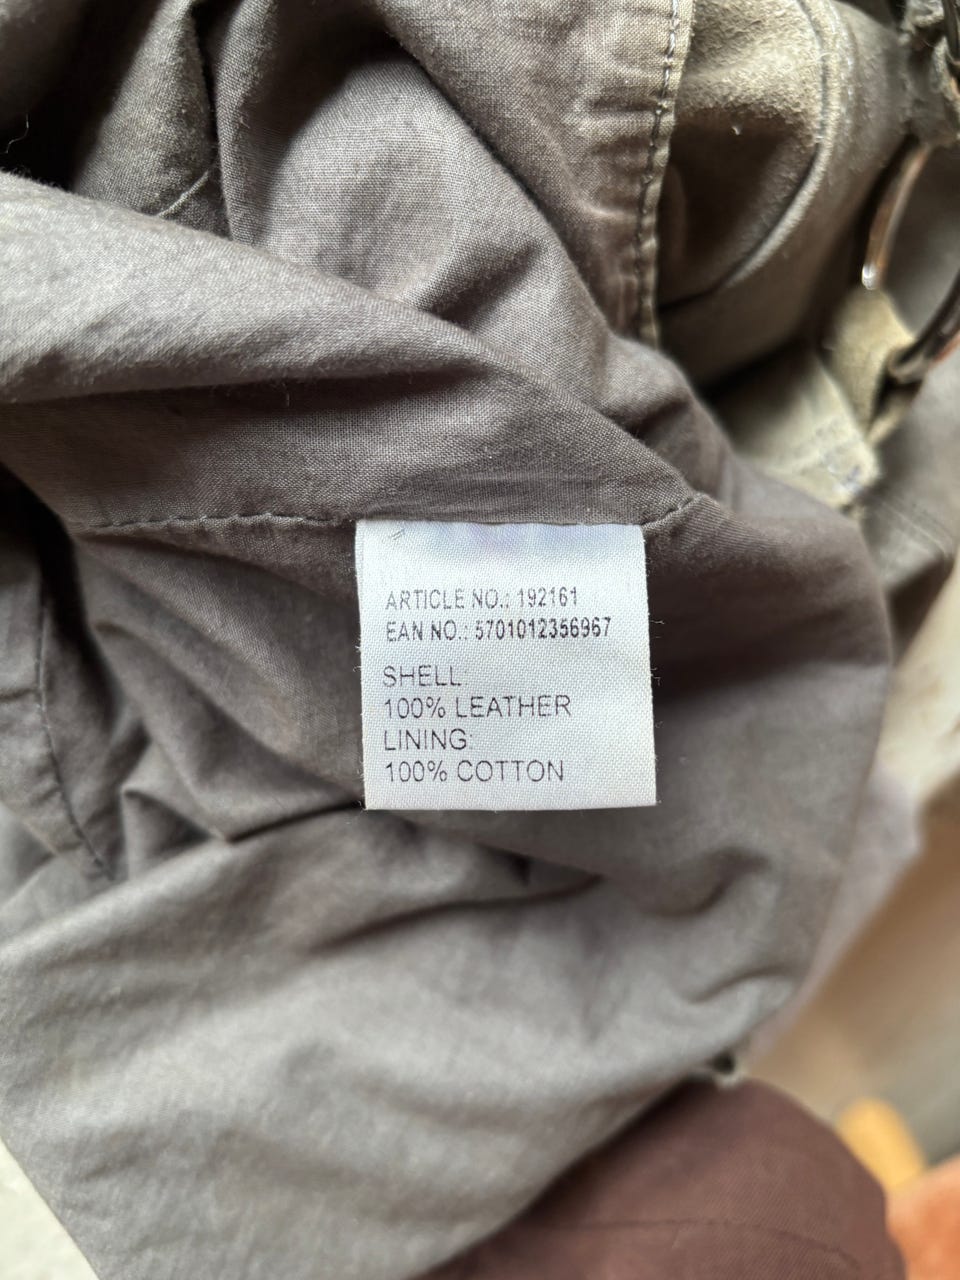 ARTICLE NO.: 192161
EAN NO.: 5701012356967
SHELL:
100% LEATHER
LINING:
100% COTTON